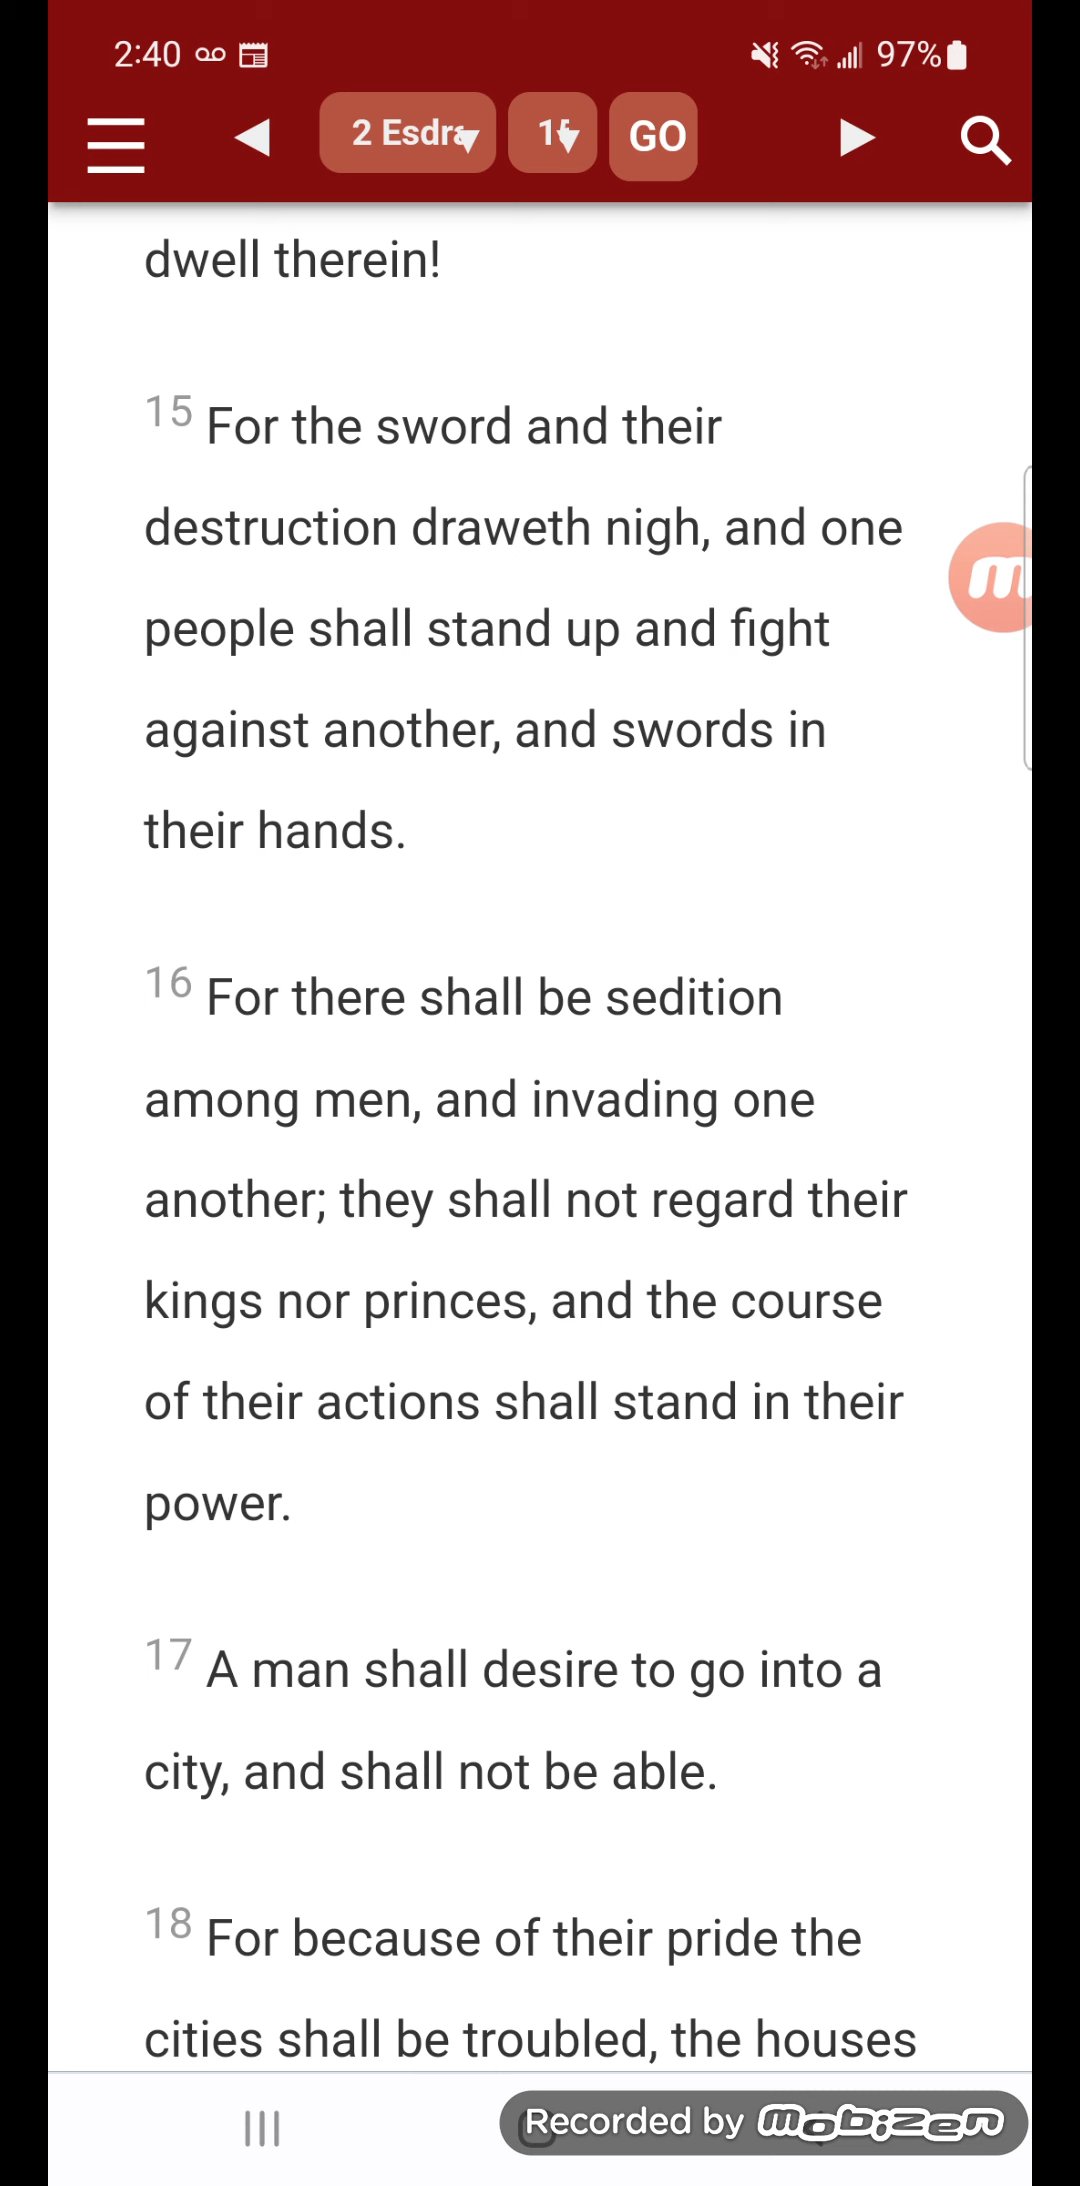 2:40 97%
2 Esdra 15 GO
dwell therein!
15 For the sword and their
destruction draweth nigh, and one
people shall stand up and fight
against another, and swords in
their hands.
16 For there shall be sedition
among men, and invading one
another; they shall not regard their
kings nor princes, and the course
of their actions shall stand in their
power.
17 A man shall desire to go into a
city, and shall not be able.
18 For because of their pride the
cities shall be troubled, the houses
Recorded by mobizen